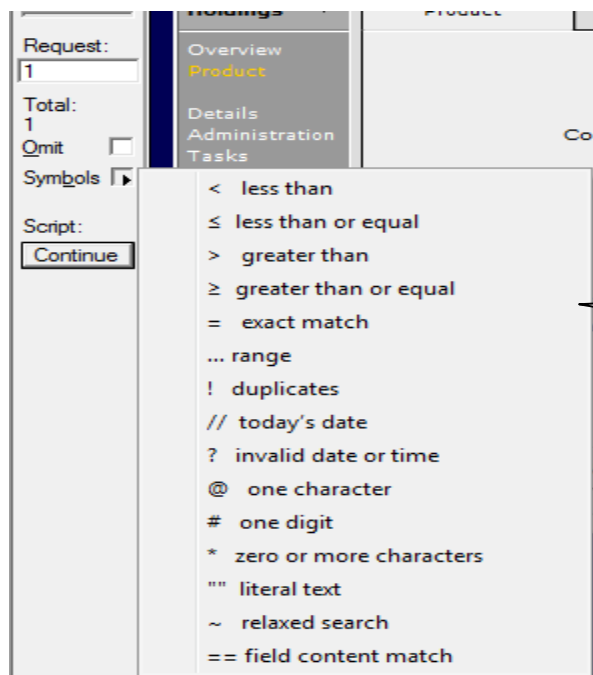 Holdings
Product
Request:
1
Total:
1
Omit
Symbols
Script:
Continue
Overview
Product
Details
Administration
Tasks
Co
< less than
≤ less than or equal
> greater than
≥ greater than or equal
= exact match
... range
! duplicates
// today's date
? invalid date or time
@ one character
# one digit
* zero or more characters
"" literal text
~ relaxed search
== field content match